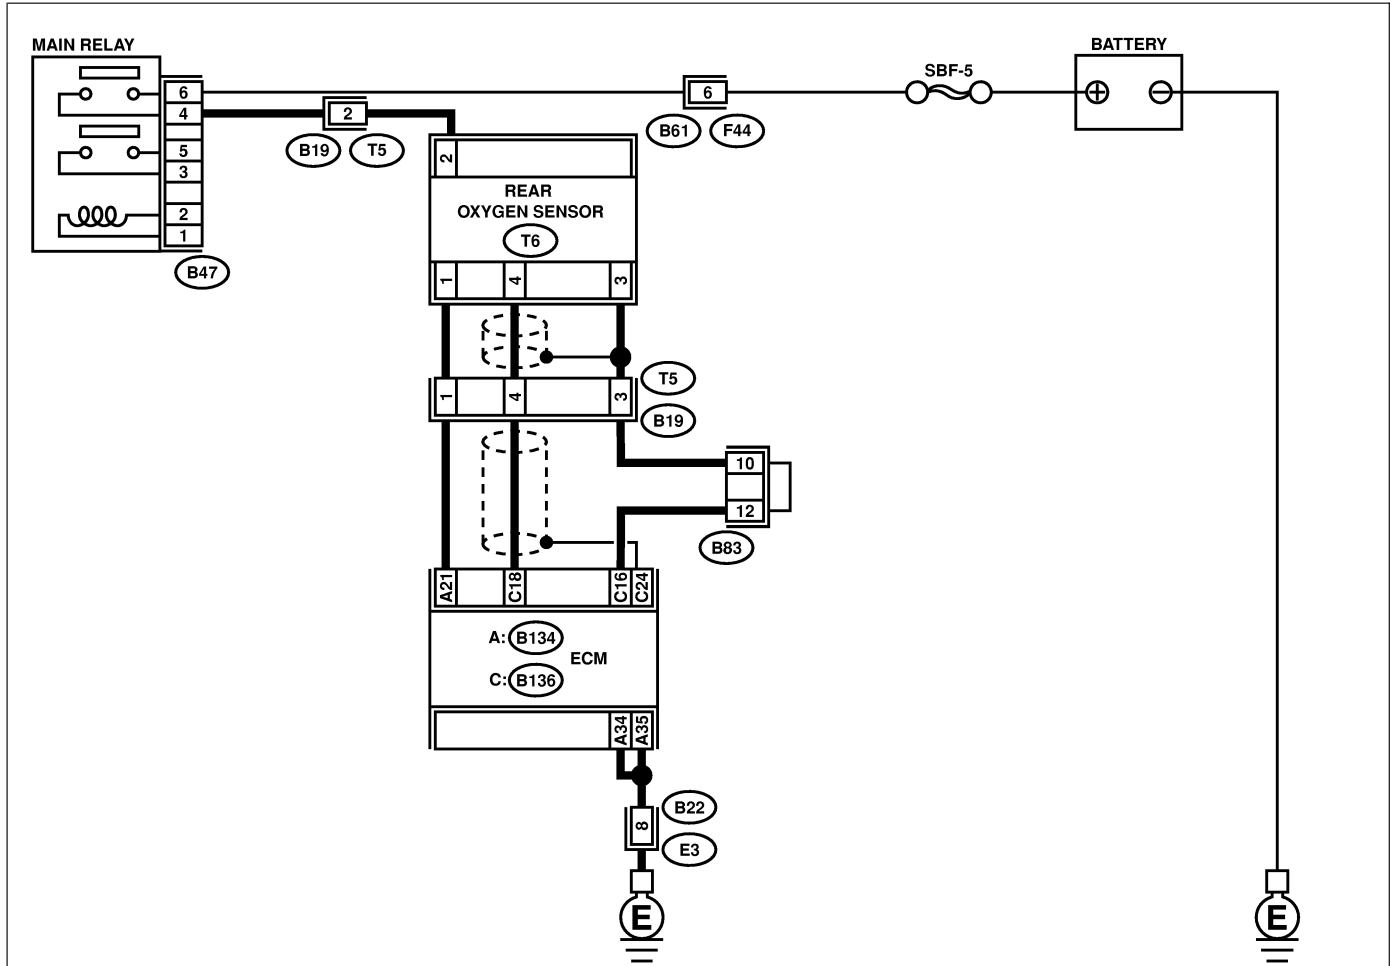 MAIN RELAY
BATTERY
SBF-5
6
4
5
3
2
1
B47
2
B19 T5
6
B61 F44
2
REAR
OXYGEN SENSOR
T6
1 4 3
1 4 3
T5
B19
10
12
B83
A21 C18 C16 C24
A: B134
ECM
C: B136
A34 A35
8
B22
E3
E
E